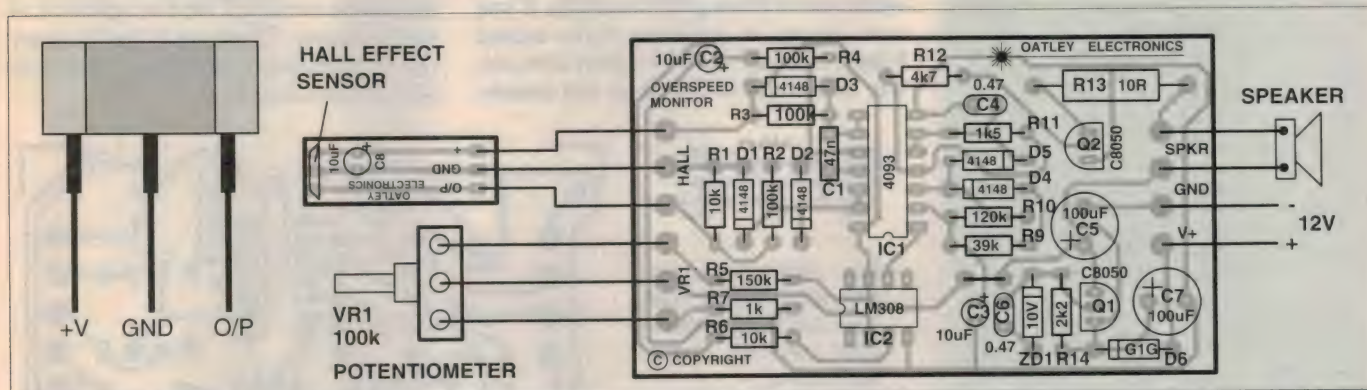 +V
GND
O/P
HALL EFFECT
SENSOR
10uF
C8
+
GND
O/P
OATLEY
ELECTRONICS
VR1
100k
POTENTIOMETER
10uF C2 +
100k R4
OVERSPEED
MONITOR
4148 D3
R3 100k
R12
4k7
OATLEY ELECTRONICS
R13 10R
0.47
C4
1k5 R11
Q2
C8050
HALL
R1 D1 R2 D2
10k
4148
100k
4148
47n
C1
4093
IC1
4148 D5
4148 D4
R10
120k
R9
39k
100uF
C5
+
SPKR
GND
V+
SPEAKER
-
12V
+
VR1
R5 150k
R7 1k
R6 10k
LM308
IC2
C3 +
10uF
C6
0.47
10V
ZD1
2k2
R14
C8050
Q1
+
C7
100uF
G1G
D6
© COPYRIGHT